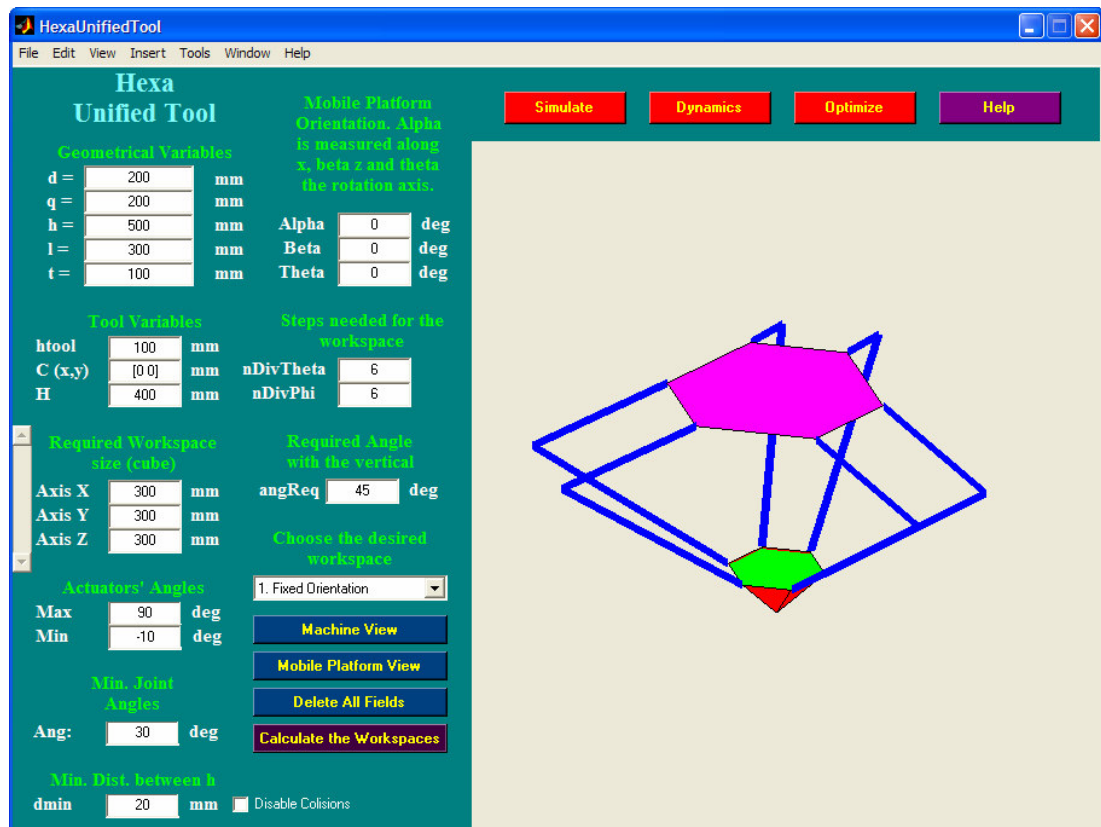 HexaUnifiedTool
File Edit View Insert Tools Window Help
Hexa
Unified Tool
Geometrical Variables
d = 200 mm
q = 200 mm
h = 500 mm
l = 300 mm
t = 100 mm
Tool Variables
htool 100 mm
C (x,y) [0 0] mm
H 400 mm
Required Workspace
size (cube)
Axis X 300 mm
Axis Y 300 mm
Axis Z 300 mm
Actuators' Angles
Max 90 deg
Min -10 deg
Min. Joint
Angles
Ang: 30 deg
Min. Dist. between h
dmin 20 mm
Disable Colisions
Mobile Platform
Orientation. Alpha
is measured along
x, beta z and theta
the rotation axis.
Alpha 0 deg
Beta 0 deg
Theta 0 deg
Steps needed for the
workspace
nDivTheta 6
nDivPhi 6
Required Angle
with the vertical
angReq 45 deg
Choose the desired
workspace
1. Fixed Orientation
Machine View
Mobile Platform View
Delete All Fields
Calculate the Workspaces
Simulate
Dynamics
Optimize
Help